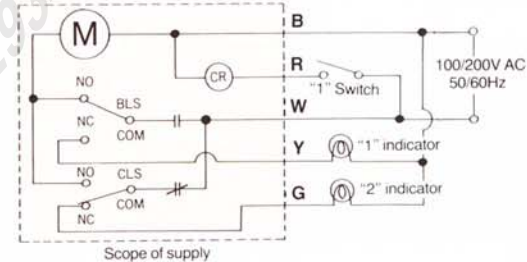 M
B
R
CR
"1" Switch
100/200V AC
50/60Hz
NO
BLS
NC
COM
W
Y
"1" indicator
NO
CLS
NC
COM
G
"2" indicator
Scope of supply